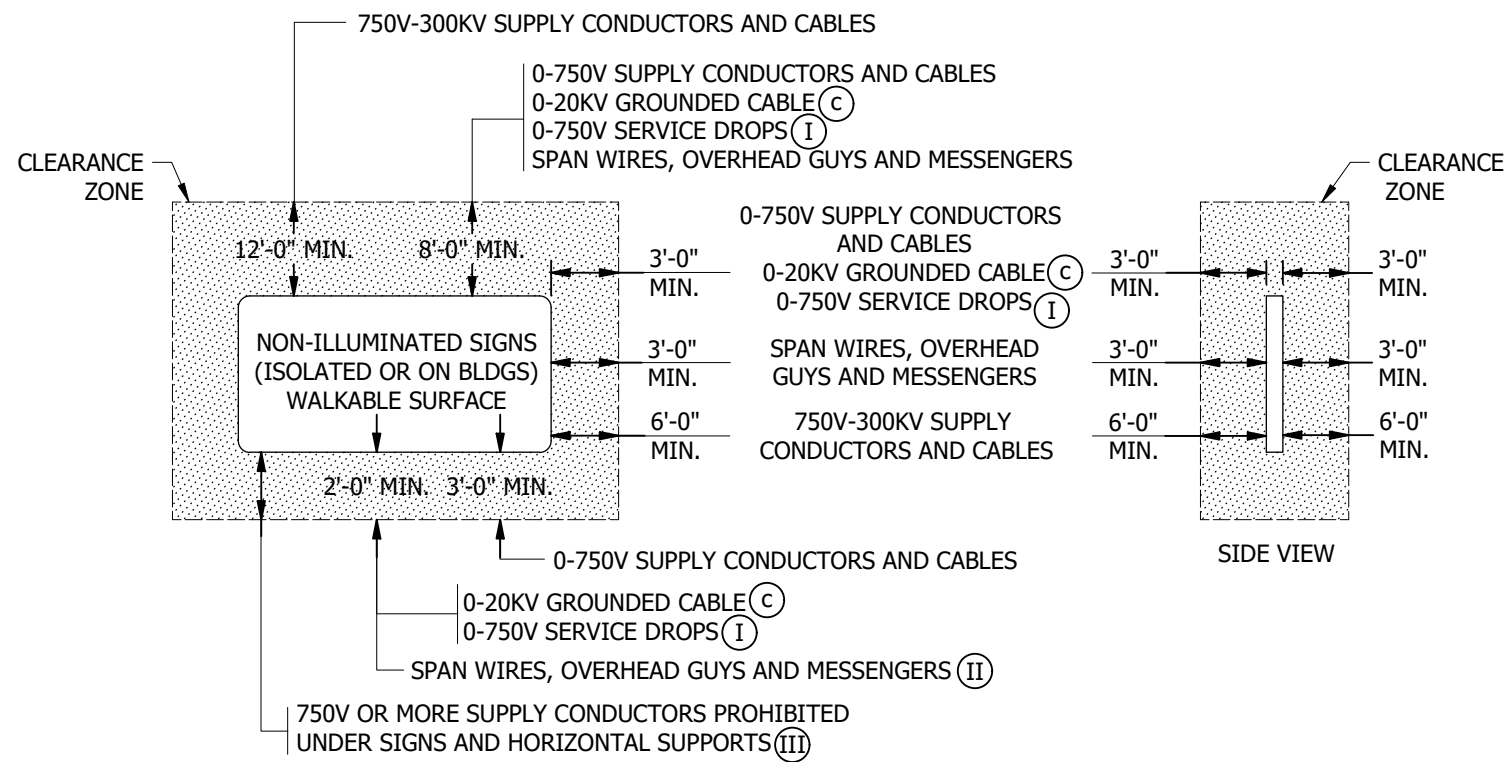 750V-300KV SUPPLY CONDUCTORS AND CABLES
0-750V SUPPLY CONDUCTORS AND CABLES
0-20KV GROUNDED CABLE C
0-750V SERVICE DROPS I
SPAN WIRES, OVERHEAD GUYS AND MESSENGERS
CLEARANCE
ZONE
CLEARANCE
ZONE
12'-0" MIN.
8'-0" MIN.
3'-0"
MIN.
0-750V SUPPLY CONDUCTORS
AND CABLES
0-20KV GROUNDED CABLE C
0-750V SERVICE DROPS I
3'-0"
MIN.
3'-0"
MIN.
NON-ILLUMINATED SIGNS
(ISOLATED OR ON BLDGS)
WALKABLE SURFACE
3'-0"
MIN.
SPAN WIRES, OVERHEAD
GUYS AND MESSENGERS
3'-0"
MIN.
3'-0"
MIN.
6'-0"
MIN.
750V-300KV SUPPLY
CONDUCTORS AND CABLES
6'-0"
MIN.
6'-0"
MIN.
2'-0" MIN.
3'-0" MIN.
SIDE VIEW
0-750V SUPPLY CONDUCTORS AND CABLES
0-20KV GROUNDED CABLE C
0-750V SERVICE DROPS I
SPAN WIRES, OVERHEAD GUYS AND MESSENGERS II
750V OR MORE SUPPLY CONDUCTORS PROHIBITED
UNDER SIGNS AND HORIZONTAL SUPPORTS III